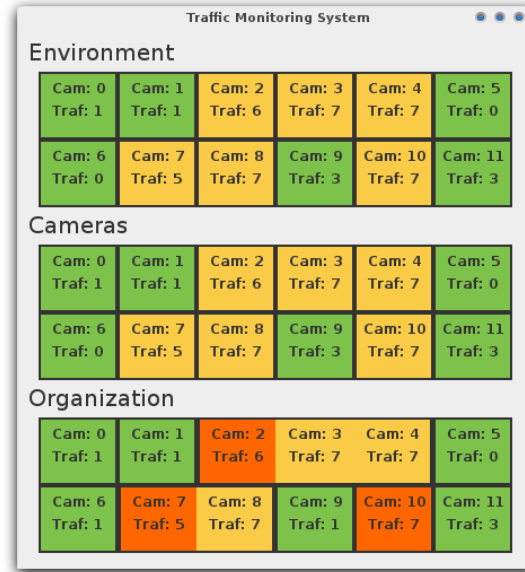 Traffic Monitoring System
Environment
Cam: 0 Cam: 1 Cam: 2 Cam: 3 Cam: 4 Cam: 5
Traf: 1 Traf: 1 Traf: 6 Traf: 7 Traf: 7 Traf: 0
Cam: 6 Cam: 7 Cam: 8 Cam: 9 Cam: 10 Cam: 11
Traf: 0 Traf: 5 Traf: 7 Traf: 3 Traf: 7 Traf: 3
Cameras
Cam: 0 Cam: 1 Cam: 2 Cam: 3 Cam: 4 Cam: 5
Traf: 1 Traf: 1 Traf: 6 Traf: 7 Traf: 7 Traf: 0
Cam: 6 Cam: 7 Cam: 8 Cam: 9 Cam: 10 Cam: 11
Traf: 0 Traf: 5 Traf: 7 Traf: 3 Traf: 7 Traf: 3
Organization
Cam: 0 Cam: 1 Cam: 2 Cam: 3 Cam: 4 Cam: 5
Traf: 1 Traf: 1 Traf: 6 Traf: 7 Traf: 7 Traf: 0
Cam: 6 Cam: 7 Cam: 8 Cam: 9 Cam: 10 Cam: 11
Traf: 1 Traf: 5 Traf: 7 Traf: 1 Traf: 7 Traf: 3